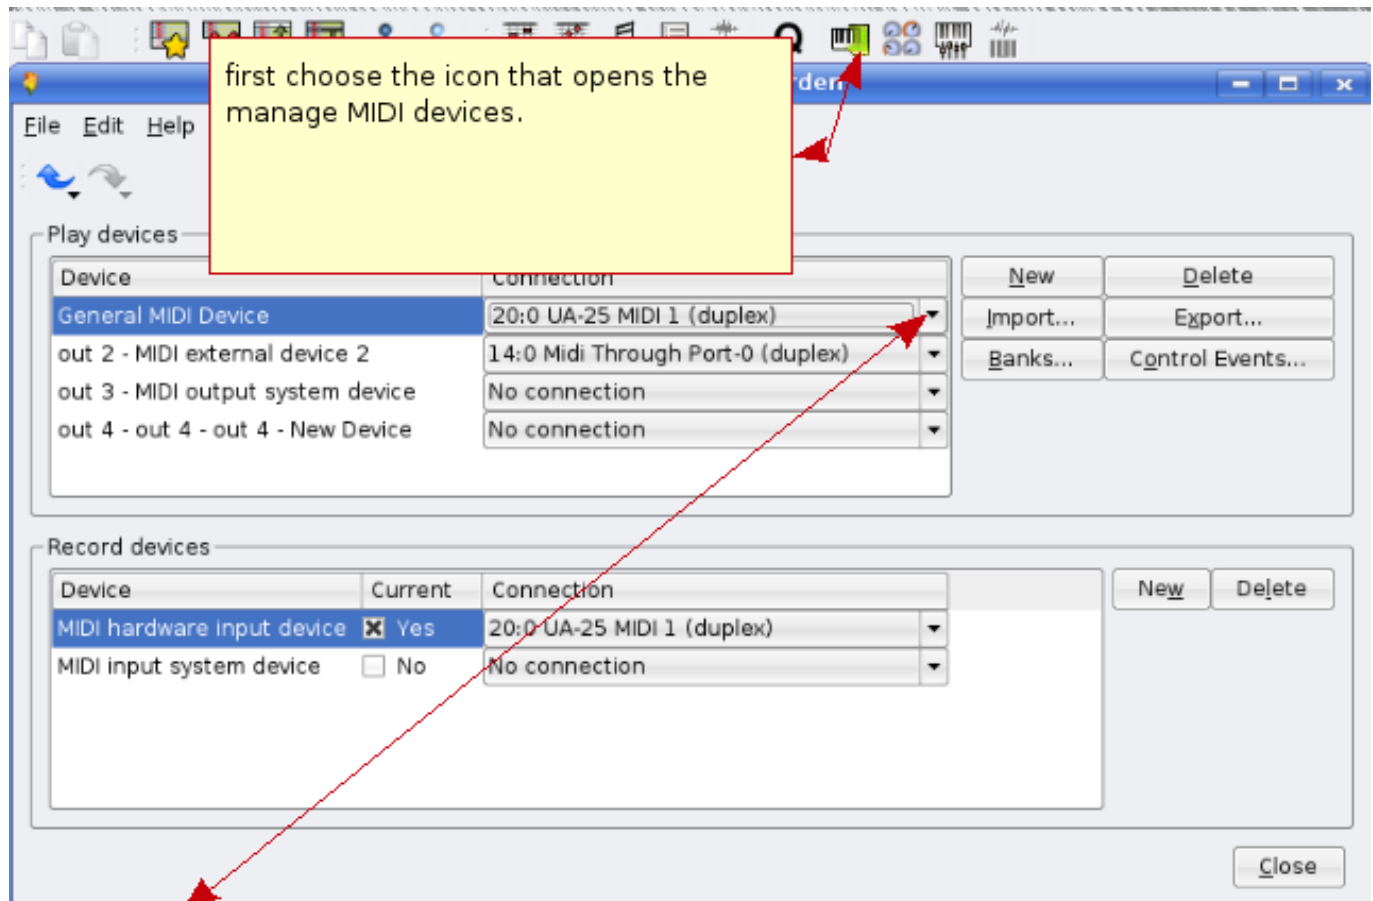 first choose the icon that opens the
manage MIDI devices.
File Edit Help
Play devices
Device Connection
General MIDI Device 20:0 UA-25 MIDI 1 (duplex)
out 2 - MIDI external device 2 14:0 Midi Through Port-0 (duplex)
out 3 - MIDI output system device No connection
out 4 - out 4 - out 4 - New Device No connection
New Delete
Import... Export...
Banks... Control Events...
Record devices
Device Current Connection
MIDI hardware input device Yes 20:0 UA-25 MIDI 1 (duplex)
MIDI input system device No No connection
New Delete
Close